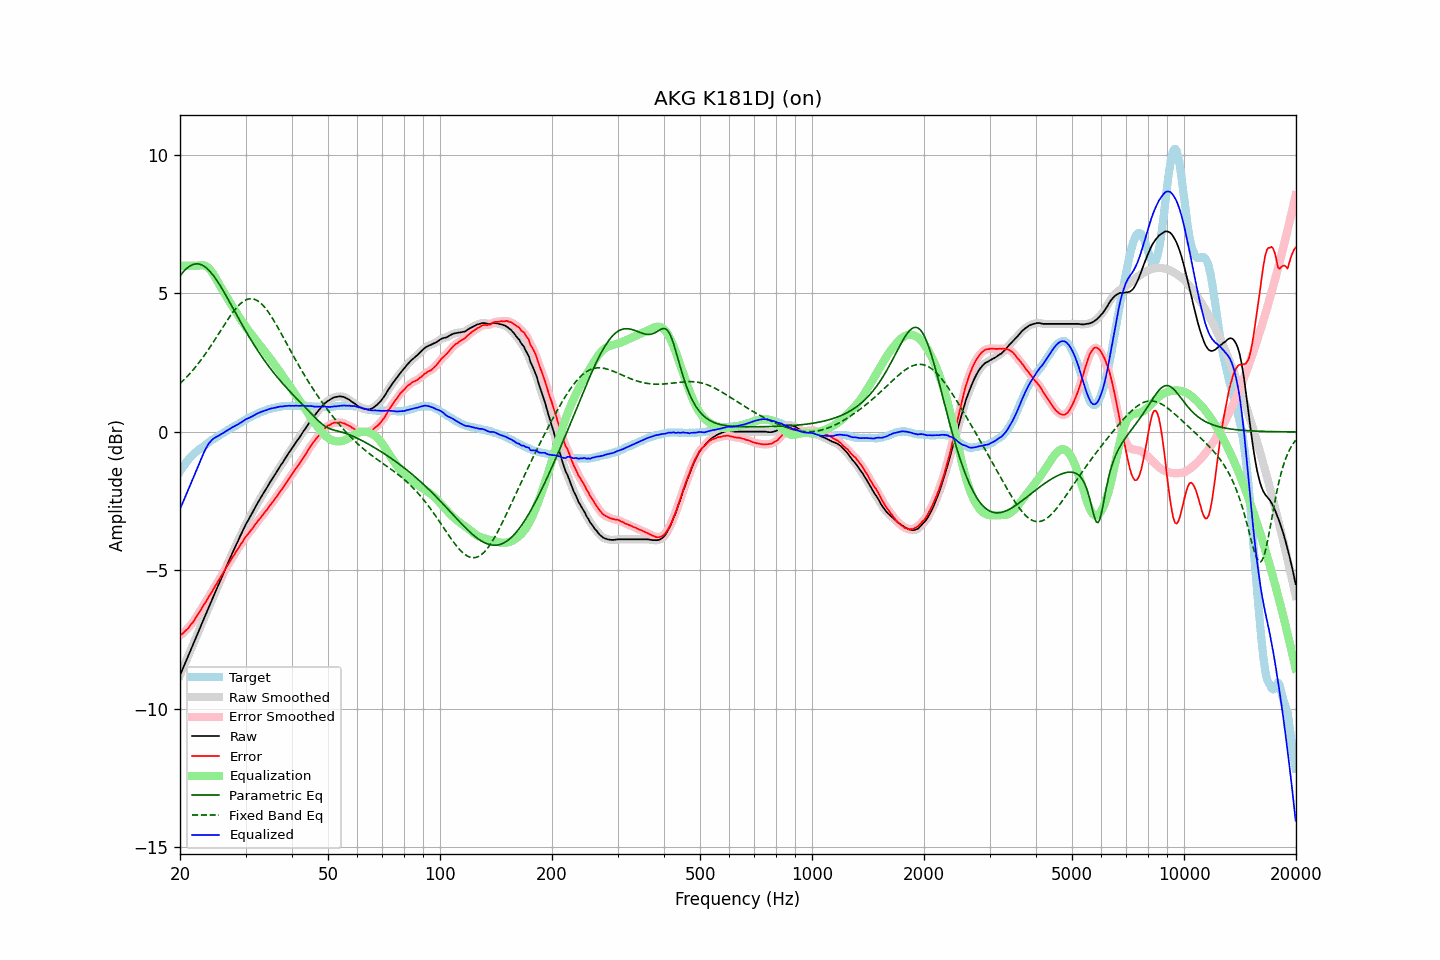 AKG K181DJ (on)
Amplitude (dBr)
10
5
0
−5
−10
−15
Target
Raw Smoothed
Error Smoothed
Raw
Error
Equalization
Parametric Eq
Fixed Band Eq
Equalized
20 50 100 200 500 1000 2000 5000 10000 20000
Frequency (Hz)